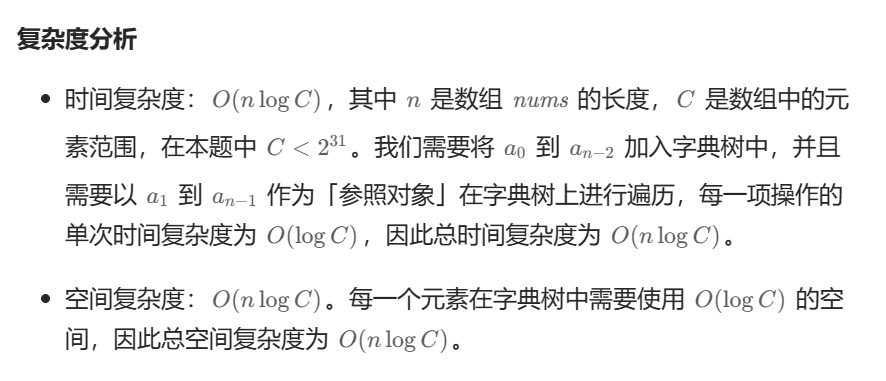 复杂度分析
• 时间复杂度：O(n log C)，其中 n 是数组 nums 的长度，C 是数组中的元
素范围，在本题中 C < 2³¹。我们需要将 a₀ 到 aₙ₋₂ 加入字典树中，并且
需要以 a₁ 到 aₙ₋₁ 作为「参照对象」在字典树上进行遍历，每一项操作的
单次时间复杂度为 O(log C)，因此总时间复杂度为 O(n log C)。
• 空间复杂度：O(n log C)。每一个元素在字典树中需要使用 O(log C) 的空
间，因此总空间复杂度为 O(n log C)。